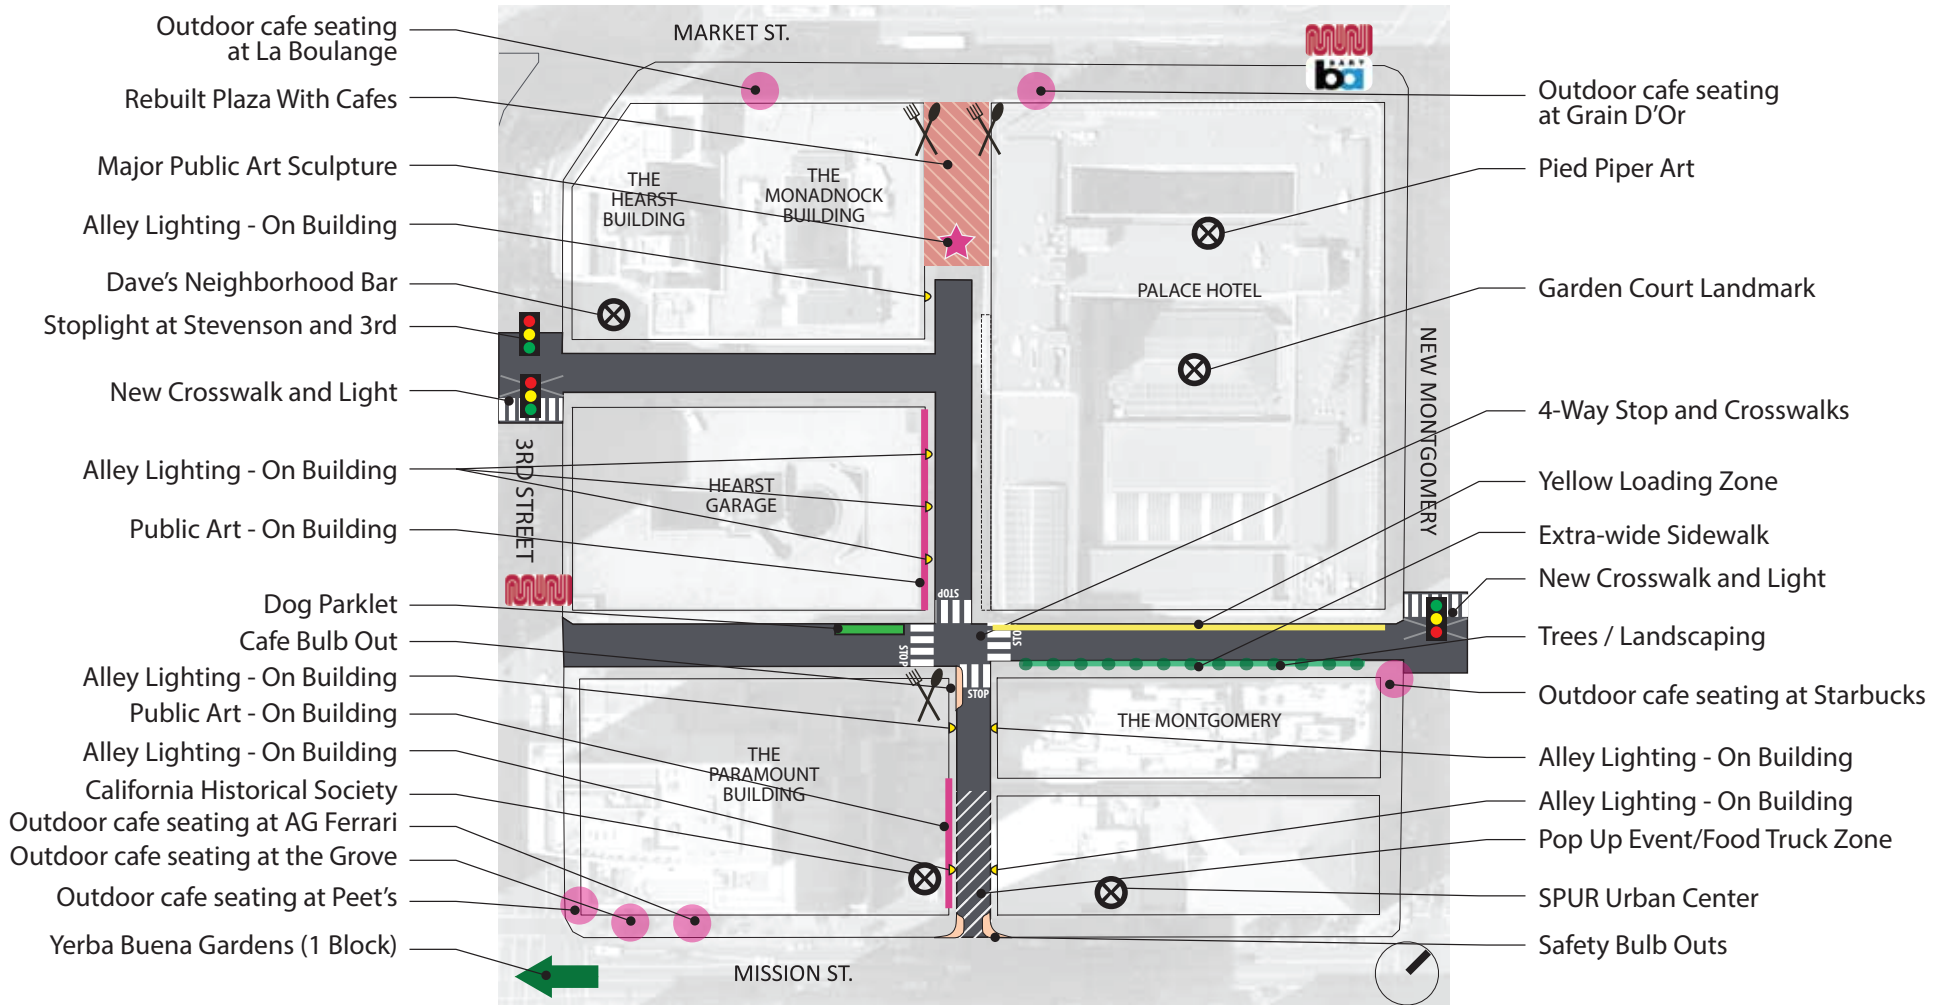 Outdoor cafe seating
at La Boulange
Rebuilt Plaza With Cafes
Major Public Art Sculpture
Alley Lighting - On Building
Dave's Neighborhood Bar
Stoplight at Stevenson and 3rd
New Crosswalk and Light
Alley Lighting - On Building
Public Art - On Building
Dog Parklet
Cafe Bulb Out
Alley Lighting - On Building
Public Art - On Building
Alley Lighting - On Building
California Historical Society
Outdoor cafe seating at AG Ferrari
Outdoor cafe seating at the Grove
Outdoor cafe seating at Peet's
Yerba Buena Gardens (1 Block)
MARKET ST.
MUNI
BART
ba
THE
HEARST
BUILDING
THE
MONADNOCK
BUILDING
PALACE HOTEL
NEW MONTGOMERY
3RD STREET
HEARST
GARAGE
MUNI
STOP
STOP
STOP
STOP
THE MONTGOMERY
THE
PARAMOUNT
BUILDING
MISSION ST.
Outdoor cafe seating
at Grain D'Or
Pied Piper Art
Garden Court Landmark
4-Way Stop and Crosswalks
Yellow Loading Zone
Extra-wide Sidewalk
New Crosswalk and Light
Trees / Landscaping
Outdoor cafe seating at Starbucks
Alley Lighting - On Building
Alley Lighting - On Building
Pop Up Event/Food Truck Zone
SPUR Urban Center
Safety Bulb Outs